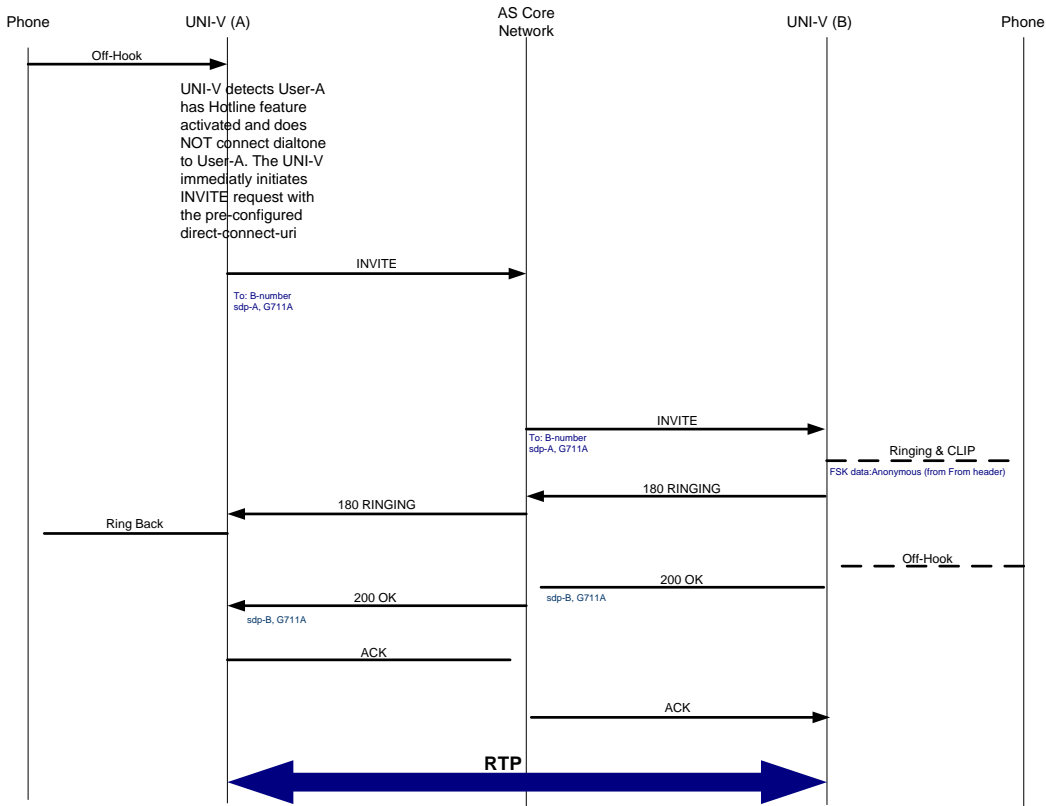 Phone
UNI-V (A)
AS Core
Network
UNI-V (B)
Phone
Off-Hook
UNI-V detects User-A
has Hotline feature
activated and does
NOT connect dialtone
to User-A. The UNI-V
immediatly initiates
INVITE request with
the pre-configured
direct-connect-uri
INVITE
To: B-number
sdp-A, G711A
INVITE
To: B-number
sdp-A, G711A
Ringing & CLIP
FSK data:Anonymous (from From header)
180 RINGING
180 RINGING
Ring Back
Off-Hook
200 OK
sdp-B, G711A
200 OK
sdp-B, G711A
ACK
ACK
RTP